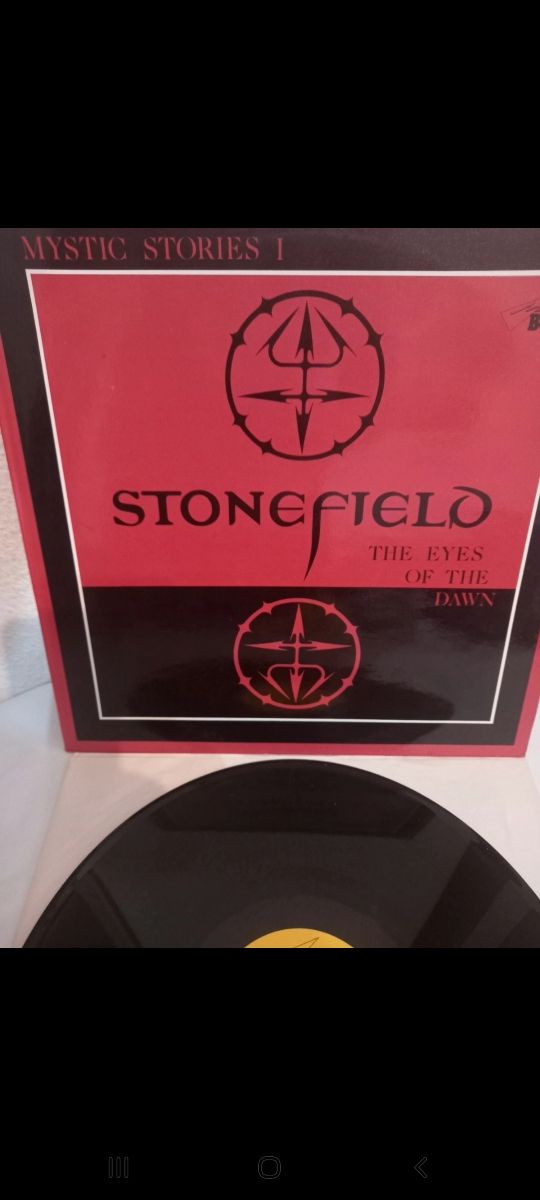 MYSTIC STORIES I
STONEFIELD
THE EYES
OF THE
DAWN